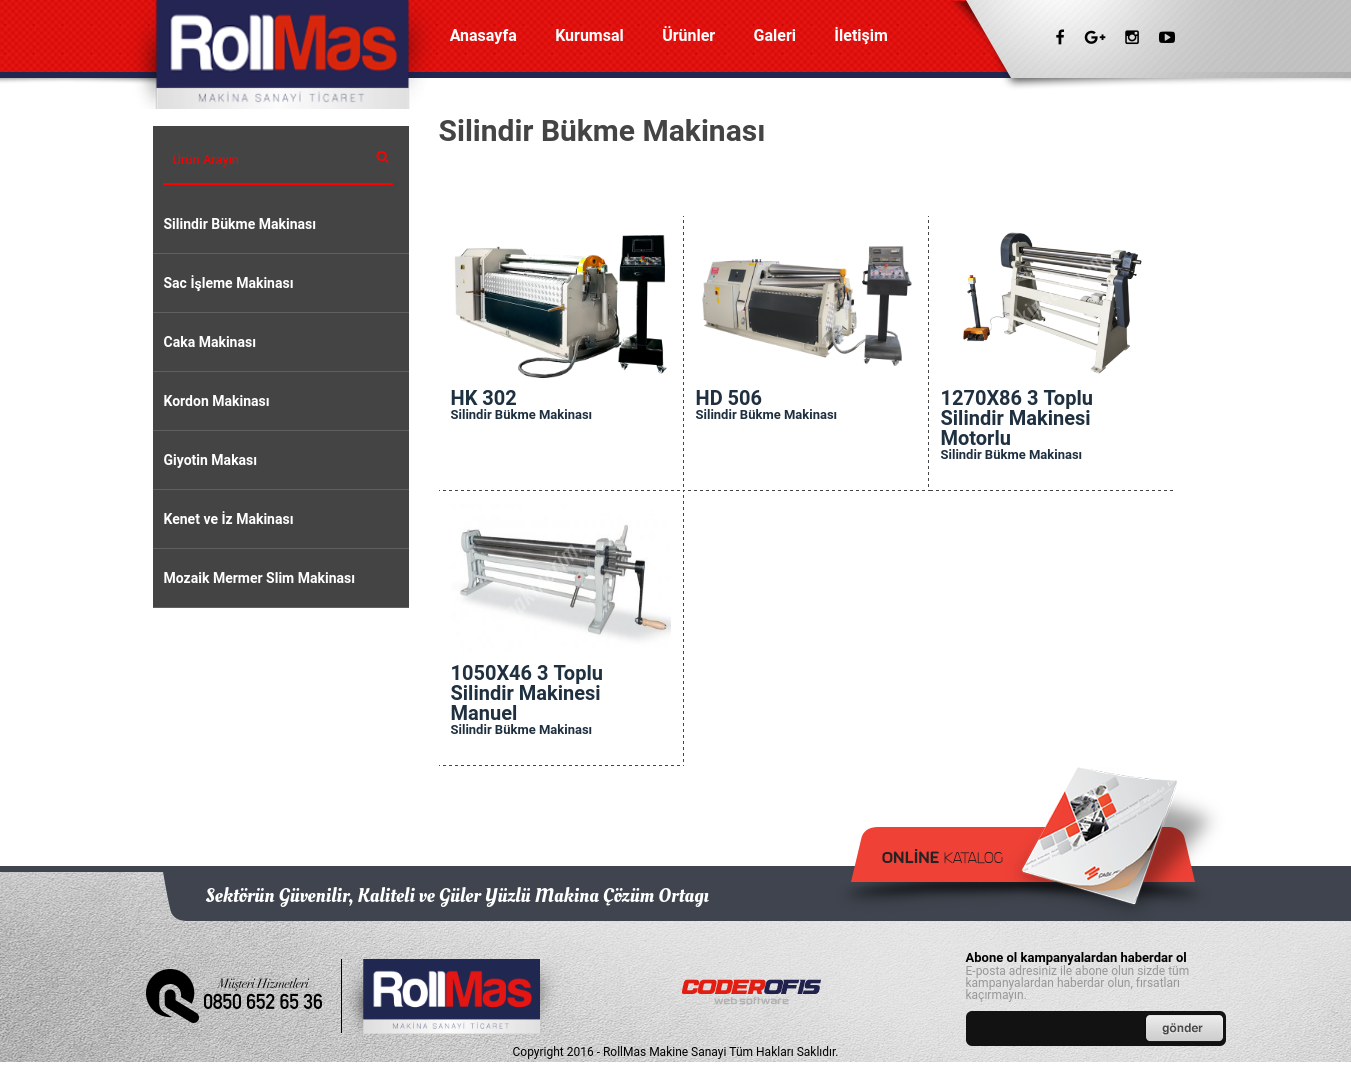 RollMas
MAKİNA SANAYİ TİCARET
Anasayfa
Kurumsal
Ürünler
Galeri
İletişim
Ürün Arayın
Silindir Bükme Makinası
Sac İşleme Makinası
Caka Makinası
Kordon Makinası
Giyotin Makası
Kenet ve İz Makinası
Mozaik Mermer Slim Makinası
Silindir Bükme Makinası
HK 302
Silindir Bükme Makinası
HD 506
Silindir Bükme Makinası
1270X86 3 Toplu
Silindir Makinesi
Motorlu
Silindir Bükme Makinası
1050X46 3 Toplu
Silindir Makinesi
Manuel
Silindir Bükme Makinası
ONLİNE KATALOG
Sektörün Güvenilir, Kaliteli ve Güler Yüzlü Makina Çözüm Ortagı
Müşteri Hizmetleri
0850 652 65 36
RollMas
MAKİNA SANAYİ TİCARET
CODEROFIS
web software
Abone ol kampanyalardan haberdar ol
E-posta adresiniz ile abone olun sizde tüm
kampanyalardan haberdar olun, fırsatları
kaçırmayın.
gönder
Copyright 2016 - RollMas Makine Sanayi Tüm Hakları Saklıdır.